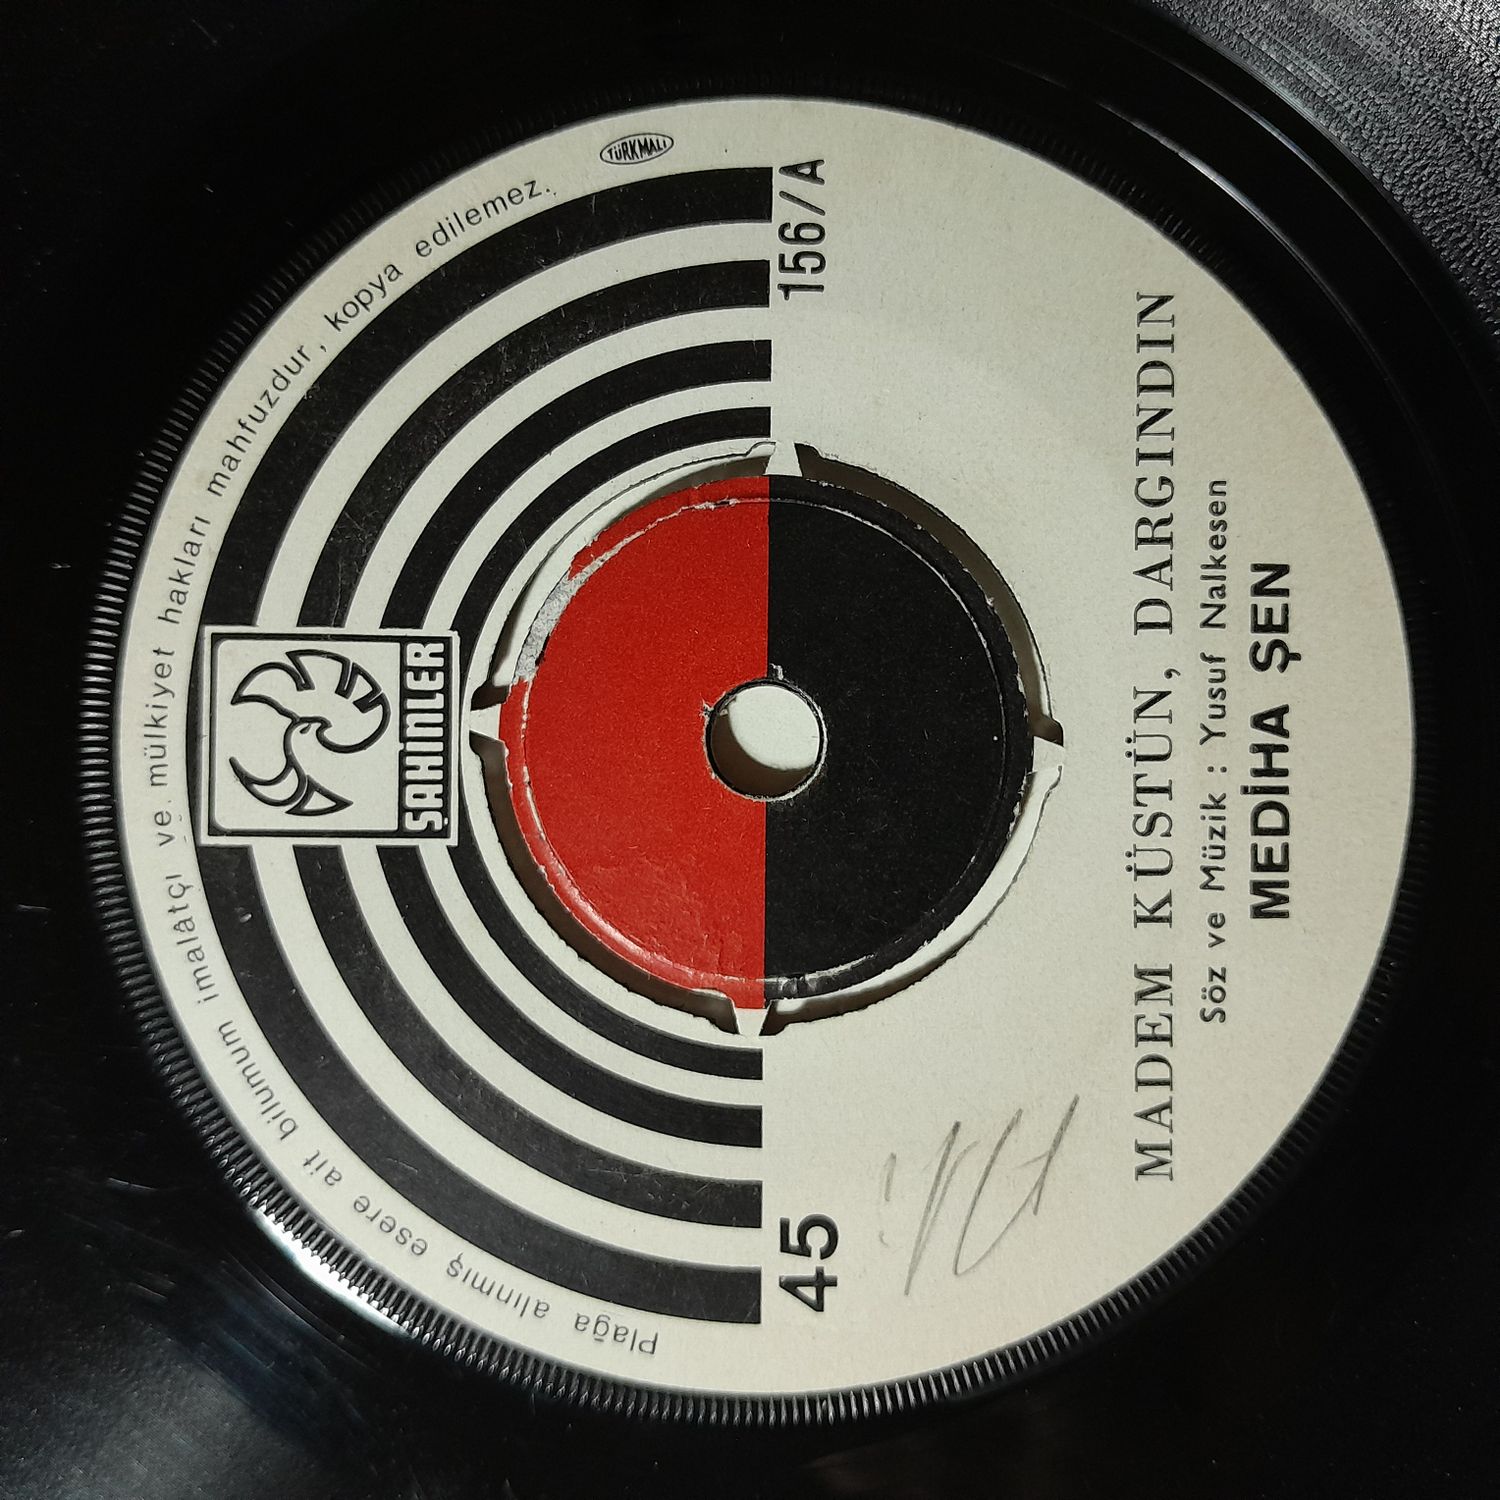 Plağa alınmış esere ait bilumum imalâtçı ve mülkiyet hakları mahfuzdur, kopya edilemez.
TÜRKMALI
ŞAHİNLER
45
156/A
MADEM KÜSTÜN, DARGINDIN
Söz ve Müzik : Yusuf Nalkesen
MEDİHA ŞEN